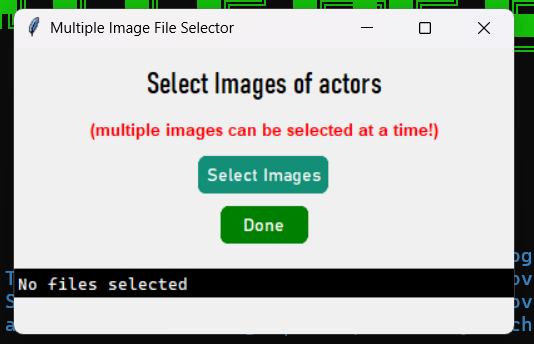 Multiple Image File Selector
Select Images of actors
(multiple images can be selected at a time!)
Select Images
Done
No files selected